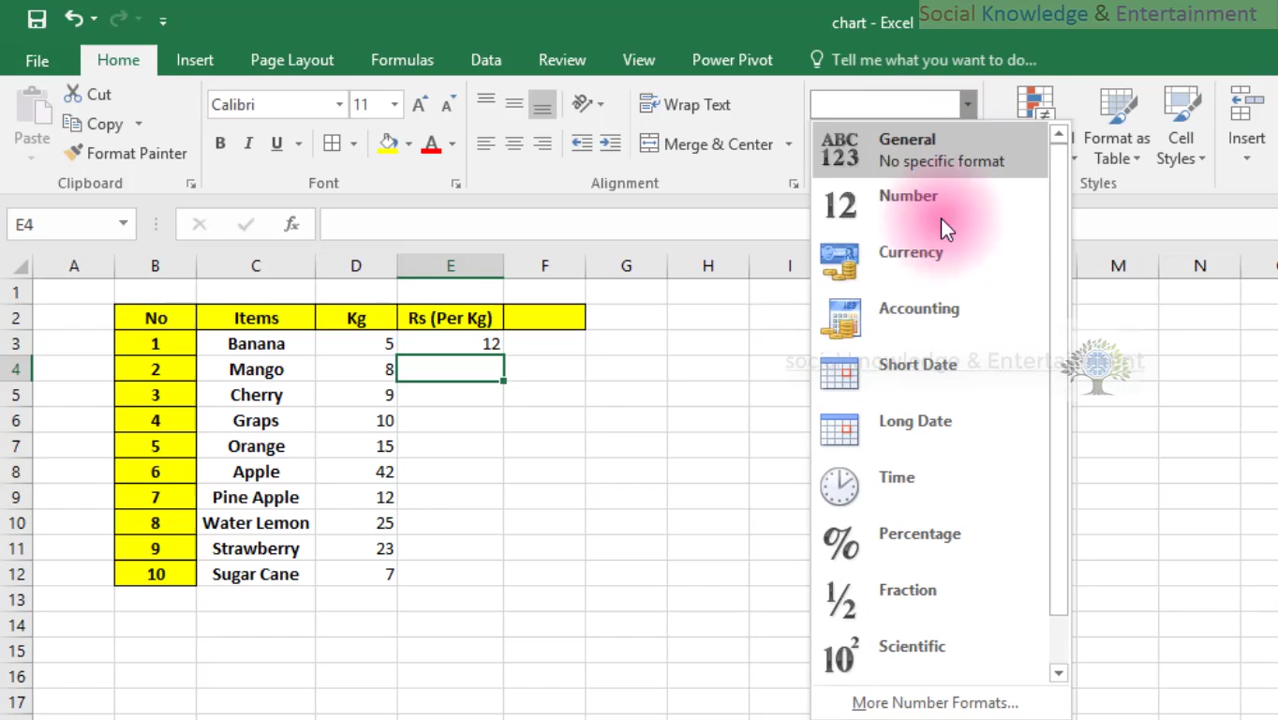 chart - Excel
Social Knowledge & Entertainment
File Home Insert Page Layout Formulas Data Review View Power Pivot Tell me what you want to do...
Paste
Cut
Copy
Format Painter
Clipboard
Calibri 11
B I U
Font
Wrap Text
Merge & Center
Alignment
Format as
Table
Cell
Styles
Styles
Insert
E4
fx
A B C D E F G H I M N
1
2 No Items Kg Rs (Per Kg)
3 1 Banana 5 12
4 2 Mango 8
5 3 Cherry 9
6 4 Graps 10
7 5 Orange 15
8 6 Apple 42
9 7 Pine Apple 12
10 8 Water Lemon 25
11 9 Strawberry 23
12 10 Sugar Cane 7
13
14
15
16
17
ABC
123
General
No specific format
12 Number
Currency
Accounting
social Knowledge & Entertainment
Short Date
Long Date
Time
% Percentage
1/2 Fraction
10² Scientific
More Number Formats...